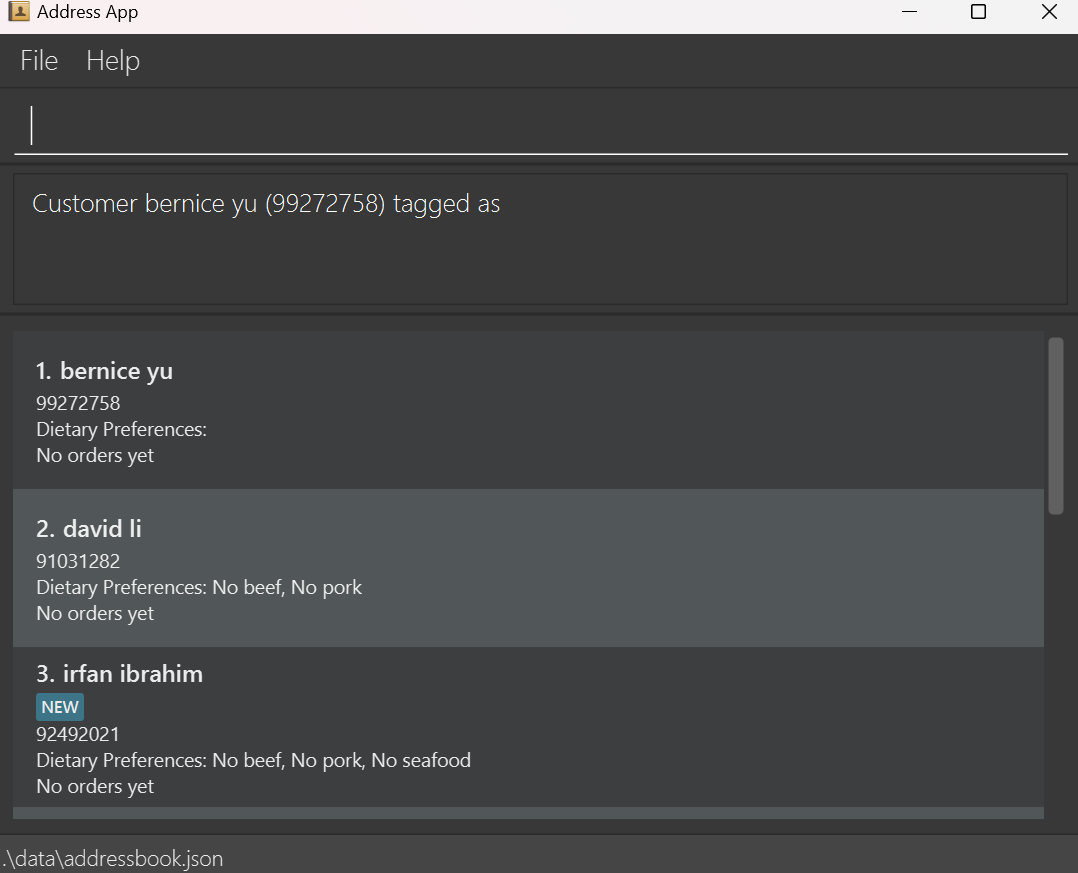 Address App
File Help
Customer bernice yu (99272758) tagged as
1. bernice yu
99272758
Dietary Preferences:
No orders yet
2. david li
91031282
Dietary Preferences: No beef, No pork
No orders yet
3. irfan ibrahim
NEW
92492021
Dietary Preferences: No beef, No pork, No seafood
No orders yet
.\data\addressbook.json